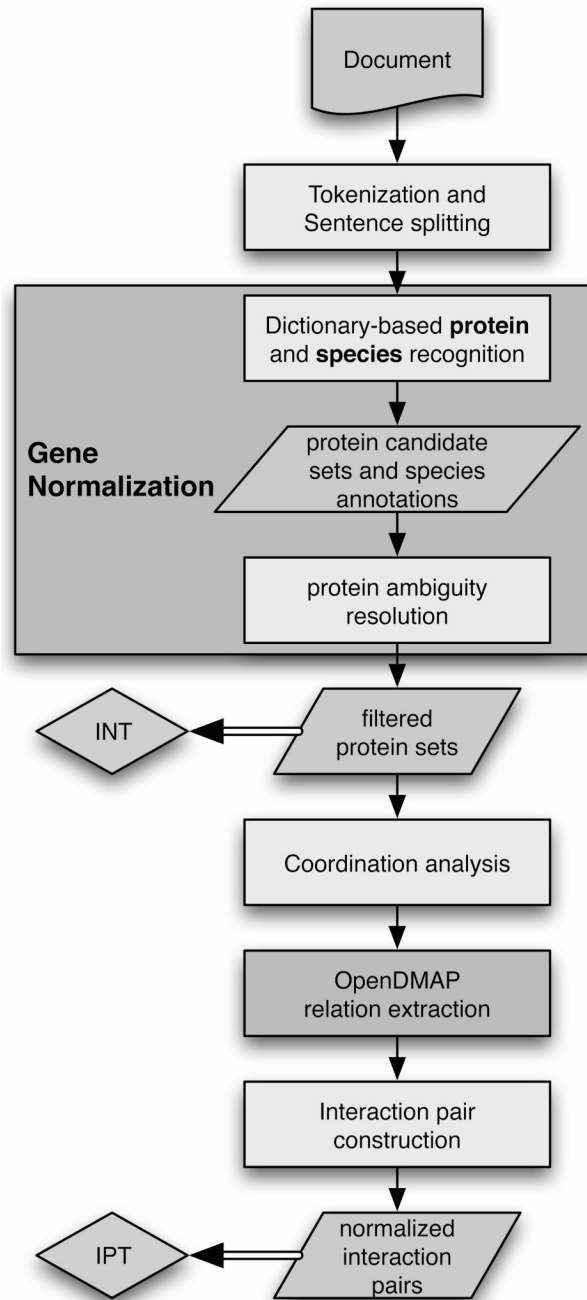 Document
Tokenization and
Sentence splitting
Dictionary-based protein
and species recognition
Gene
Normalization
protein candidate
sets and species
annotations
protein ambiguity
resolution
INT
filtered
protein sets
Coordination analysis
OpenDMAP
relation extraction
Interaction pair
construction
IPT
normalized
interaction
pairs